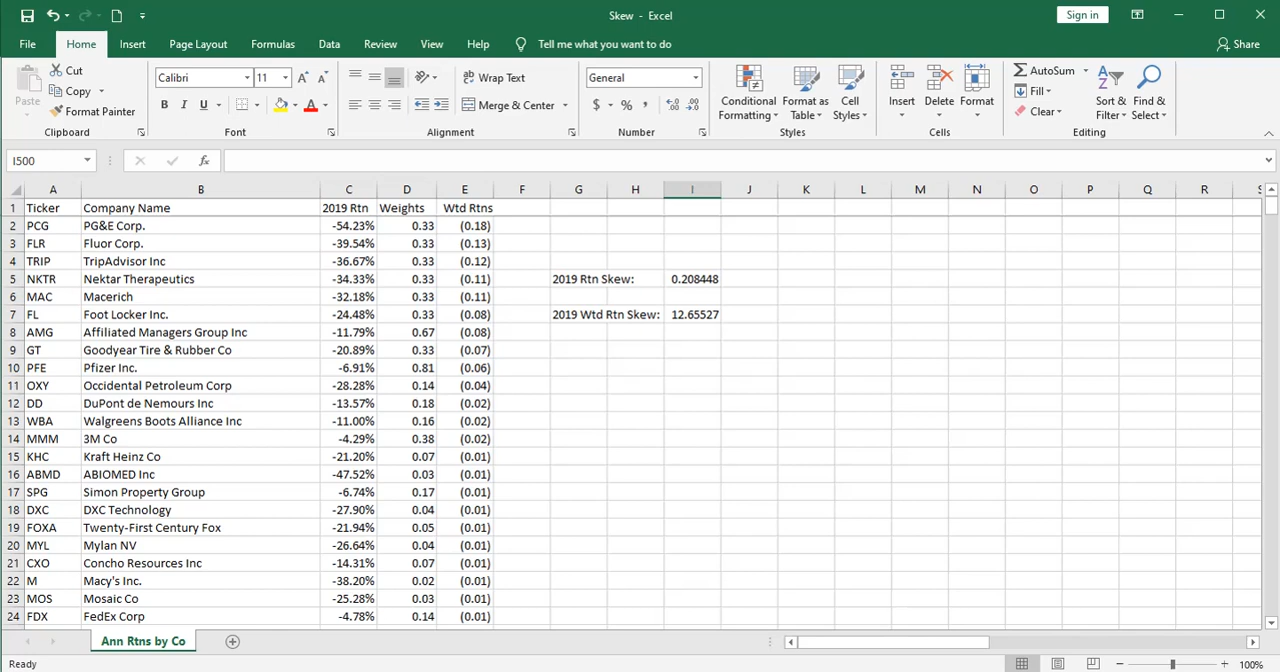 Skew - Excel
Sign in
File Home Insert Page Layout Formulas Data Review View Help Tell me what you want to do Share
Paste Cut Copy Format Painter
Calibri 11
B I U A
Wrap Text
Merge & Center
General
$ % ,
Conditional Formatting
Format as Table
Cell Styles
Insert Delete Format
AutoSum
Fill
Clear
Sort & Filter
Find & Select
Clipboard Font Alignment Number Styles Cells Editing
I500 fx
A B C D E F G H I J K L M N O P Q R S
1 Ticker Company Name 2019 Rtn Weights Wtd Rtns
2 PCG PG&E Corp. -54.23% 0.33 (0.18)
3 FLR Fluor Corp. -39.54% 0.33 (0.13)
4 TRIP TripAdvisor Inc -36.67% 0.33 (0.12)
5 NKTR Nektar Therapeutics -34.33% 0.33 (0.11) 2019 Rtn Skew: 0.208448
6 MAC Macerich -32.18% 0.33 (0.11)
7 FL Foot Locker Inc. -24.48% 0.33 (0.08) 2019 Wtd Rtn Skew: 12.65527
8 AMG Affiliated Managers Group Inc -11.79% 0.67 (0.08)
9 GT Goodyear Tire & Rubber Co -20.89% 0.33 (0.07)
10 PFE Pfizer Inc. -6.91% 0.81 (0.06)
11 OXY Occidental Petroleum Corp -28.28% 0.14 (0.04)
12 DD DuPont de Nemours Inc -13.57% 0.18 (0.02)
13 WBA Walgreens Boots Alliance Inc -11.00% 0.16 (0.02)
14 MMM 3M Co -4.29% 0.38 (0.02)
15 KHC Kraft Heinz Co -21.20% 0.07 (0.01)
16 ABMD ABIOMED Inc -47.52% 0.03 (0.01)
17 SPG Simon Property Group -6.74% 0.17 (0.01)
18 DXC DXC Technology -27.90% 0.04 (0.01)
19 FOXA Twenty-First Century Fox -21.94% 0.05 (0.01)
20 MYL Mylan NV -26.64% 0.04 (0.01)
21 CXO Concho Resources Inc -14.31% 0.07 (0.01)
22 M Macy's Inc. -38.20% 0.02 (0.01)
23 MOS Mosaic Co -25.28% 0.03 (0.01)
24 FDX FedEx Corp -4.78% 0.14 (0.01)
Ann Rtns by Co
Ready 100%